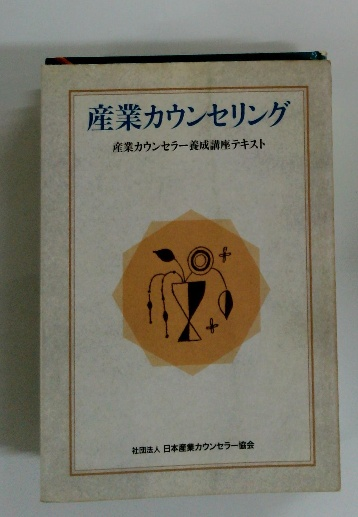 産業カウンセリング
産業カウンセラー養成講座テキスト
社団法人 日本産業カウンセラー協会